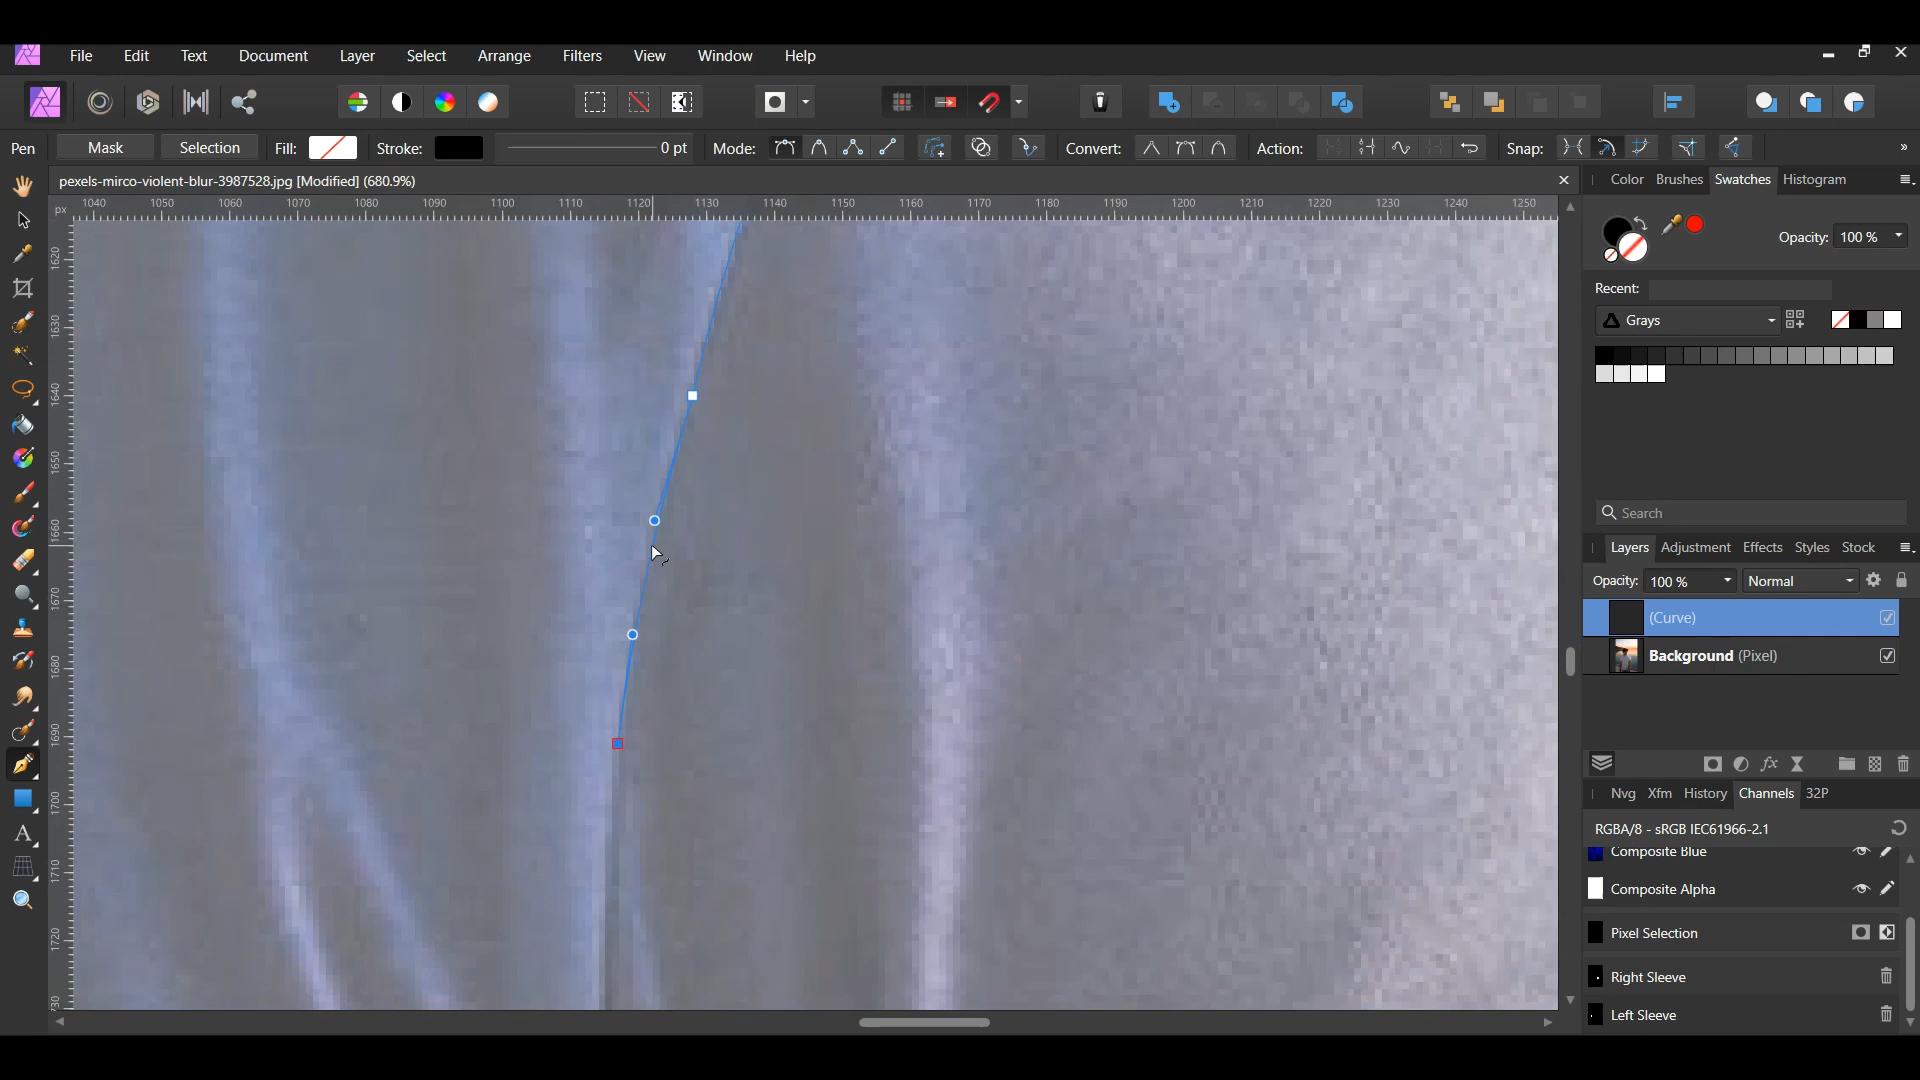 File Edit Text Document Layer Select Arrange Filters View Window Help
Pen Mask Selection Fill: Stroke: 0 pt Mode: Convert: Action: Snap: »
pexels-mirco-violent-blur-3987528.jpg [Modified] (680.9%)
Color Brushes Swatches Histogram
px 1040 1050 1060 1070 1080 1090 1100 1110 1120 1130 1140 1150 1160 1170 1180 1190 1200 1210 1220 1230 1240 1250
1620
1630
1640
1650
1660
1670
1680
1690
1700
1710
1720
30
Opacity: 100 %
Recent:
Grays
Search
Layers Adjustment Effects Styles Stock
Opacity: 100 % Normal
(Curve)
Background (Pixel)
Nvg Xfm History Channels 32P
RGBA/8 - sRGB IEC61966-2.1
Composite Blue
Composite Alpha
Pixel Selection
Right Sleeve
Left Sleeve